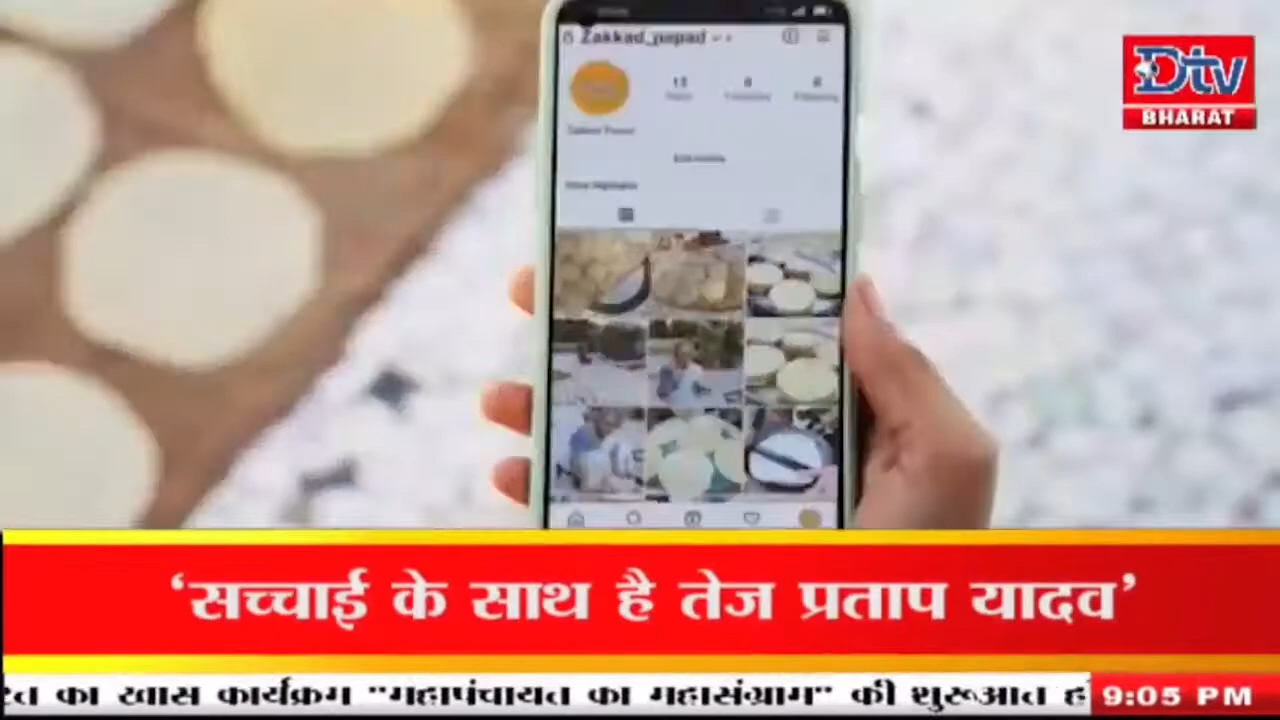 Zakkad_papad
Dtv
BHARAT
'सच्चाई के साथ है तेज प्रताप यादव'
का खास कार्यक्रम "महापंचायत का महासंग्राम" की शुरूआत
9:05 PM